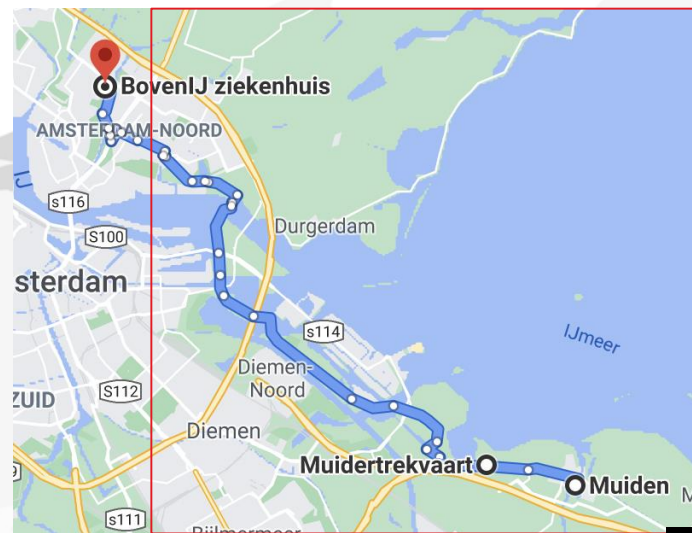 BovenIJ ziekenhuis
AMSTERDAM-NOORD
s116
Durgerdam
S100
sterdam
s114
IJmeer
Diemen-
Noord
S112
ZUID
Diemen
Muidertrekvaart
Muiden
s111